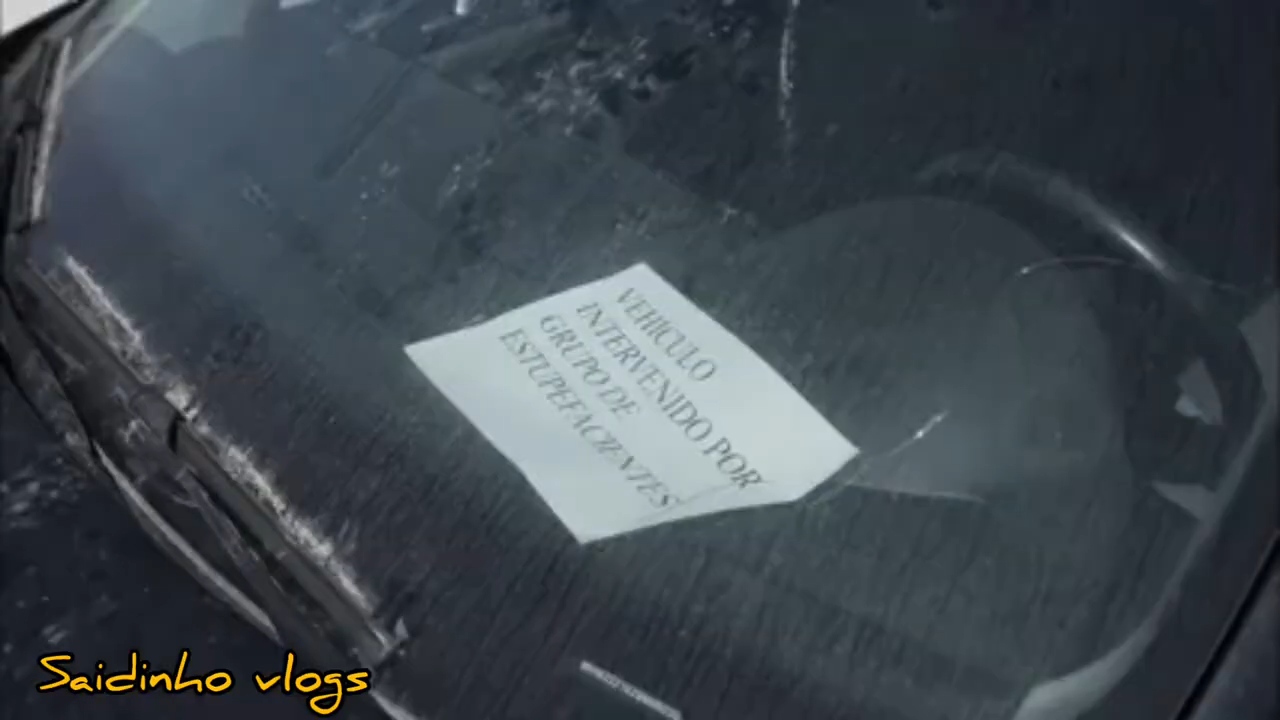 VEHICULO
INTERVENIDO POR
GRUPO DE
ESTUPEFACIENTES
Saidinho vlogs